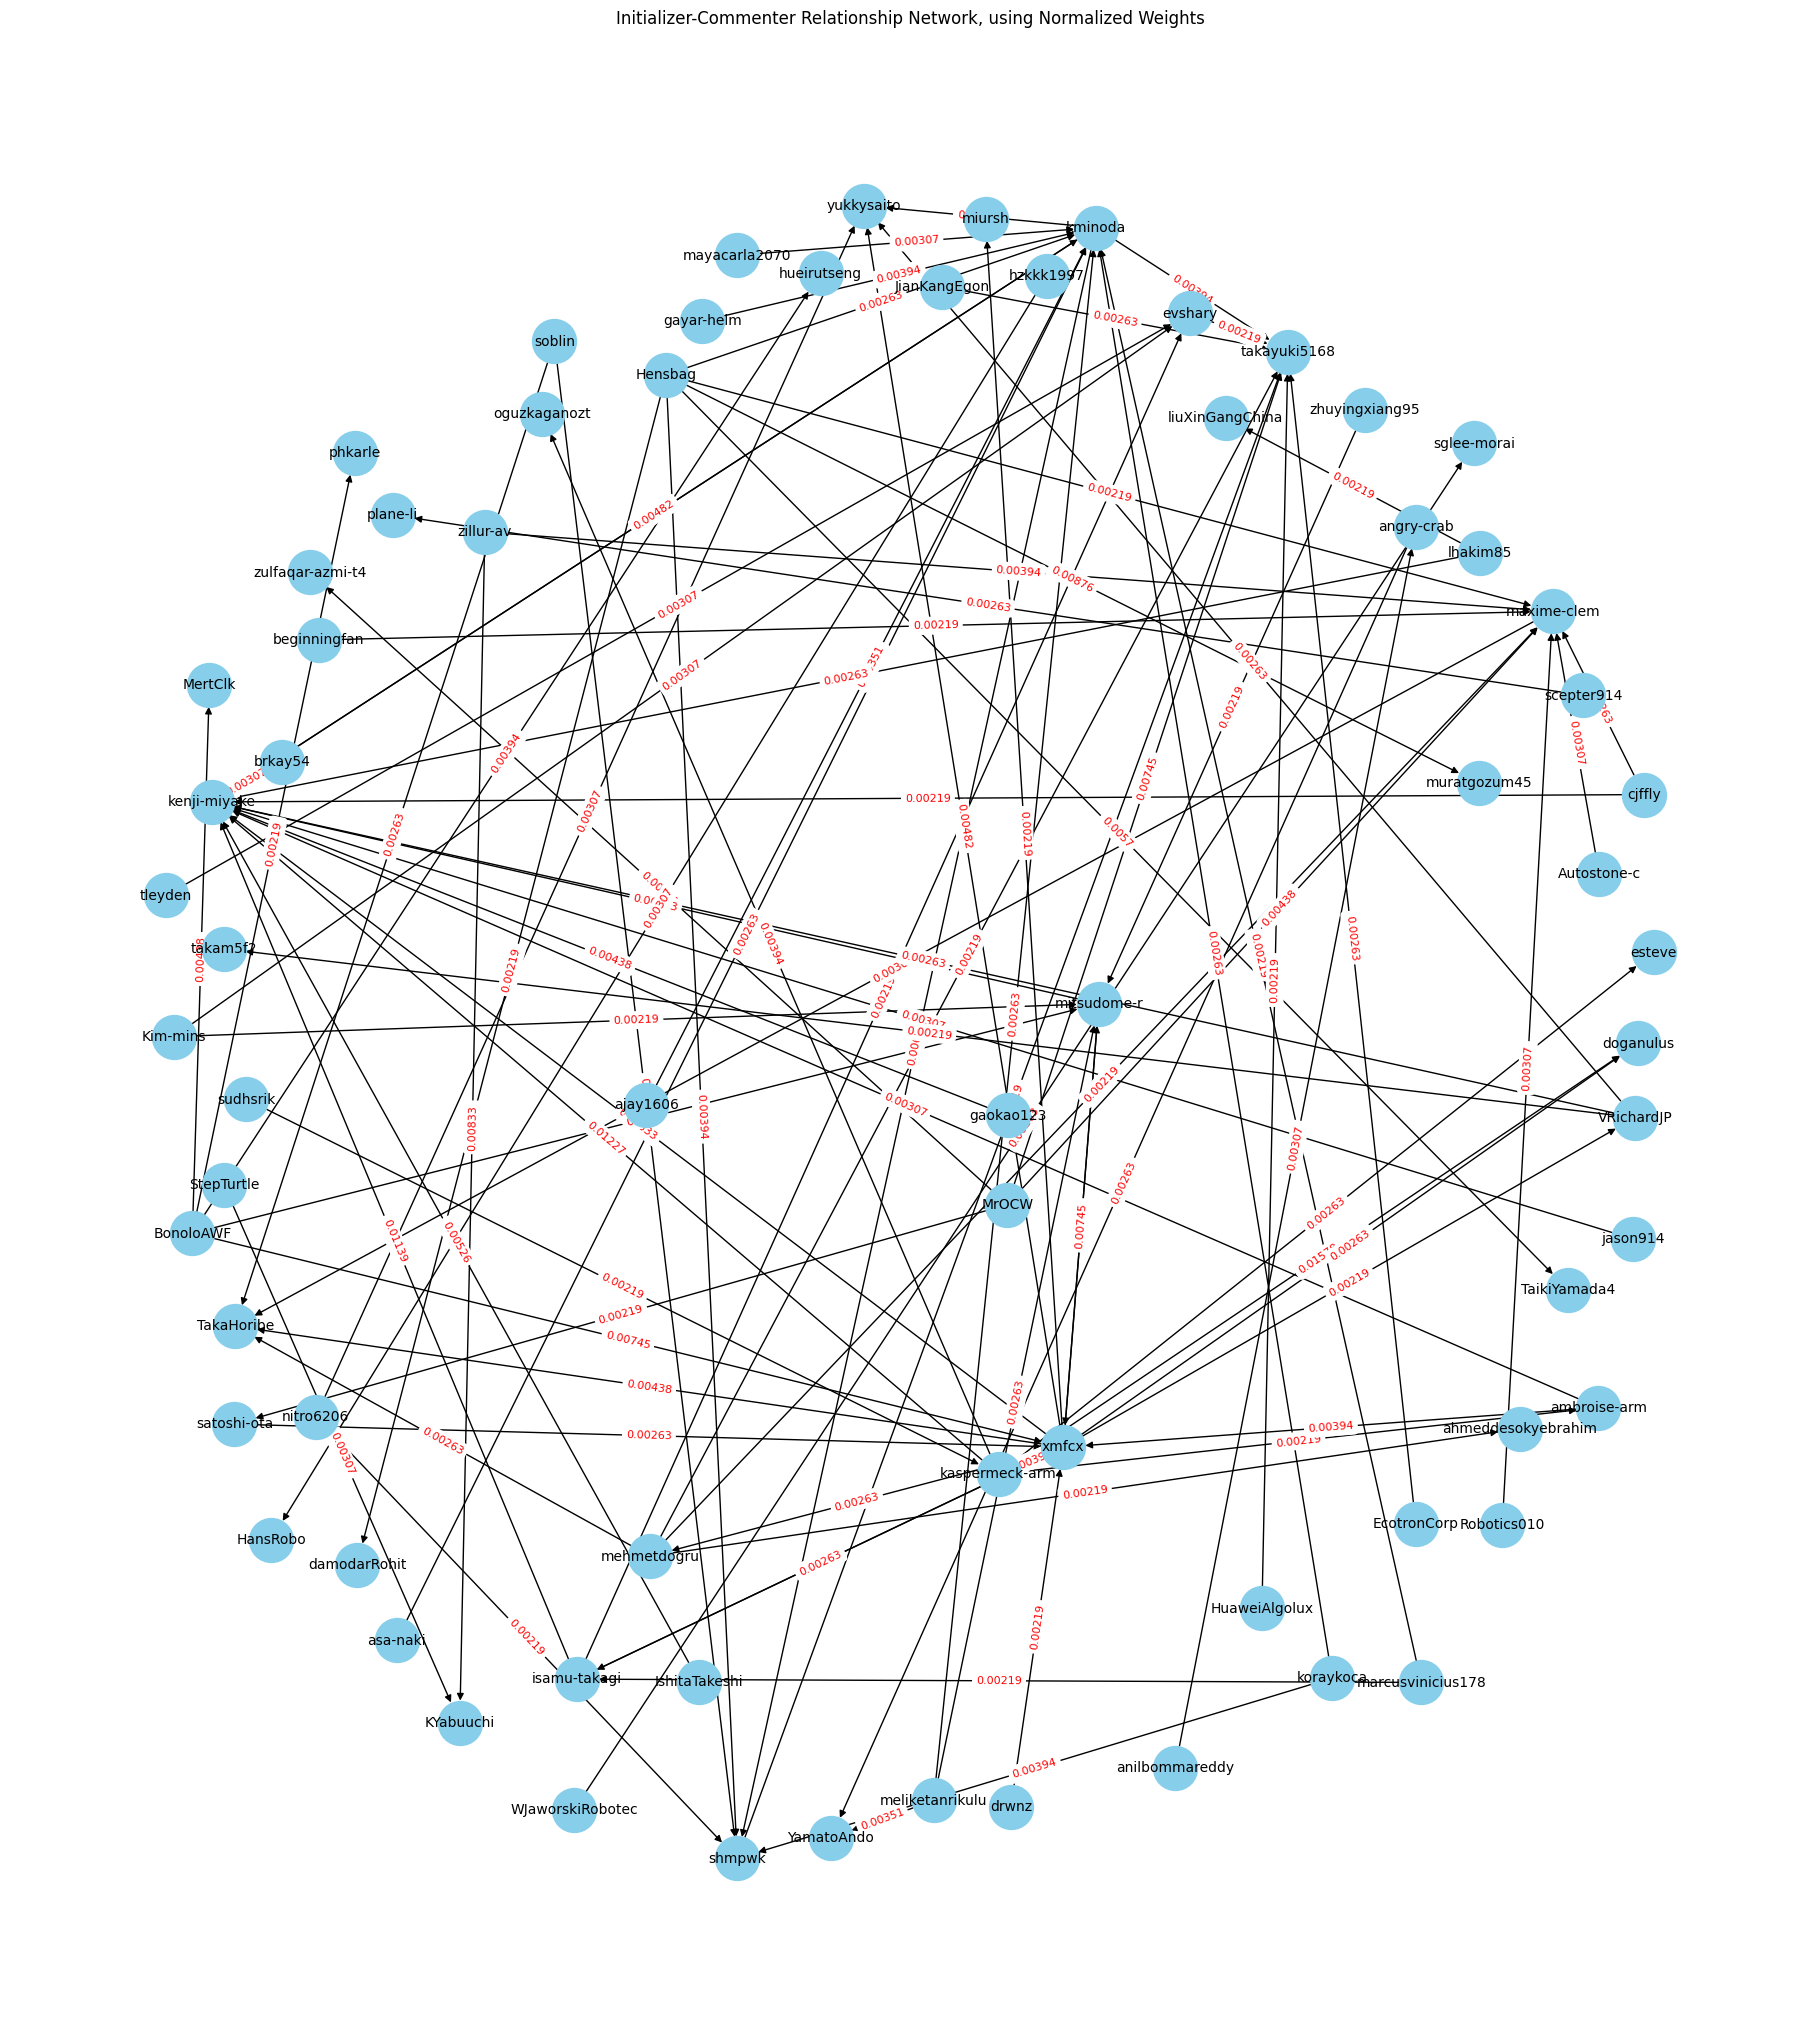 Initializer-Commenter Relationship Network, using Normalized Weights
yukkysaito
miursh
kminoda
mayacarla2070
0.00307
hueirutseng
0.00394
JianKangEgon
hzkkk1997
0.00263
gayar-helm
evshary
0.00263
0.00219
soblin
takayuki5168
Hensbag
oguzkaganozt
liuXinGangChina
zhuyingxiang95
sglee-morai
phkarle
0.00219
0.00219
plane-li
zillur-av
0.00482
angry-crab
lhakim85
zulfaqar-azmi-t4
0.00394
0.00876
0.00307
0.00263
maxime-clem
beginningfan
0.00219
0.00263
0.00307
0.00263
MertClk
scepter914
0.00219
0.00307
0.00394
brkay54
0.00745
muratgozum45
kenji-miyake
0.00219
cjffly
0.00307
0.00482
0.00219
0.0057
0.00263
0.00219
Autostone-c
tleyden
0.00438
0.00394
0.00263
0.00263
takam5f2
0.00438
0.00263
0.00219
0.00263
esteve
0.00219
0.00219
mitsudome-r
0.00263
Kim-mins
0.00219
0.00219
doganulus
0.00219
sudhsrik
ajay1606
0.00307
gaokao123
VRichardJP
0.00833
0.00394
0.01227
0.00307
0.00307
StepTurtle
0.00263
MrOCW
BonoloAWF
0.00263
0.01139
0.00526
0.00745
0.00263
jason914
0.00219
0.00219
TaikiYamada4
0.00219
TakaHoribe
0.00745
0.00438
ambroise-arm
nitro6206
satoshi-ota
0.00263
0.00394
ahmeddesokyebrahim
0.00263
0.00263
xmfcx
0.00307
kaspermeck-arm
0.00219
0.00263
EcotronCorp
Robotics010
HansRobo
mehmetdogru
0.00263
damodarRohit
HuaweiAlgolux
0.00219
0.00219
asa-naki
isamu-takagi
IshitaTakeshi
0.00219
koraykoca
marcusvinicius178
KYabuuchi
0.00394
anilbommareddy
WJaworskiRobotec
meliketanrikulu
drwnz
0.00351
YamatoAndo
shmpwk